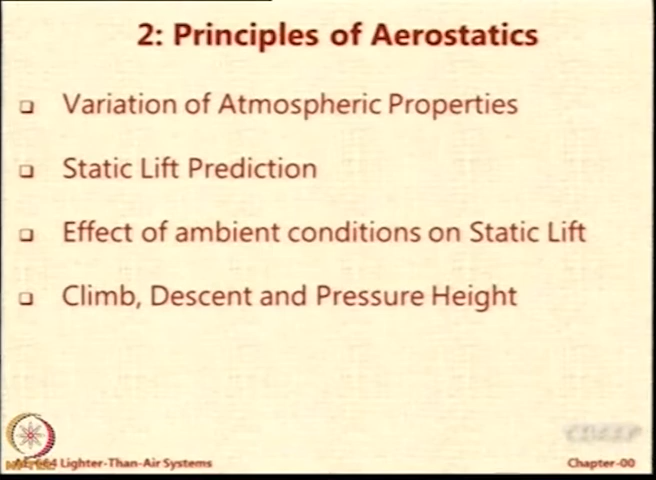 2: Principles of Aerostatics
Variation of Atmospheric Properties
Static Lift Prediction
Effect of ambient conditions on Static Lift
Climb, Descent and Pressure Height
CDEEP
Lighter-Than-Air Systems
Chapter-00